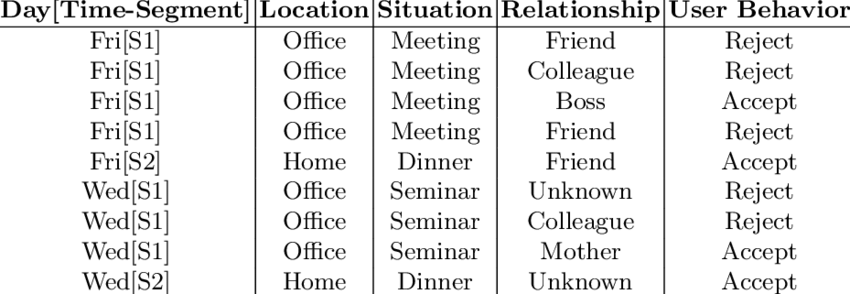 Day[Time-Segment] Location Situation Relationship User Behavior
Fri[S1] Office Meeting Friend Reject
Fri[S1] Office Meeting Colleague Reject
Fri[S1] Office Meeting Boss Accept
Fri[S1] Office Meeting Friend Reject
Fri[S2] Home Dinner Friend Accept
Wed[S1] Office Seminar Unknown Reject
Wed[S1] Office Seminar Colleague Reject
Wed[S1] Office Seminar Mother Accept
Wed[S2] Home Dinner Unknown Accept